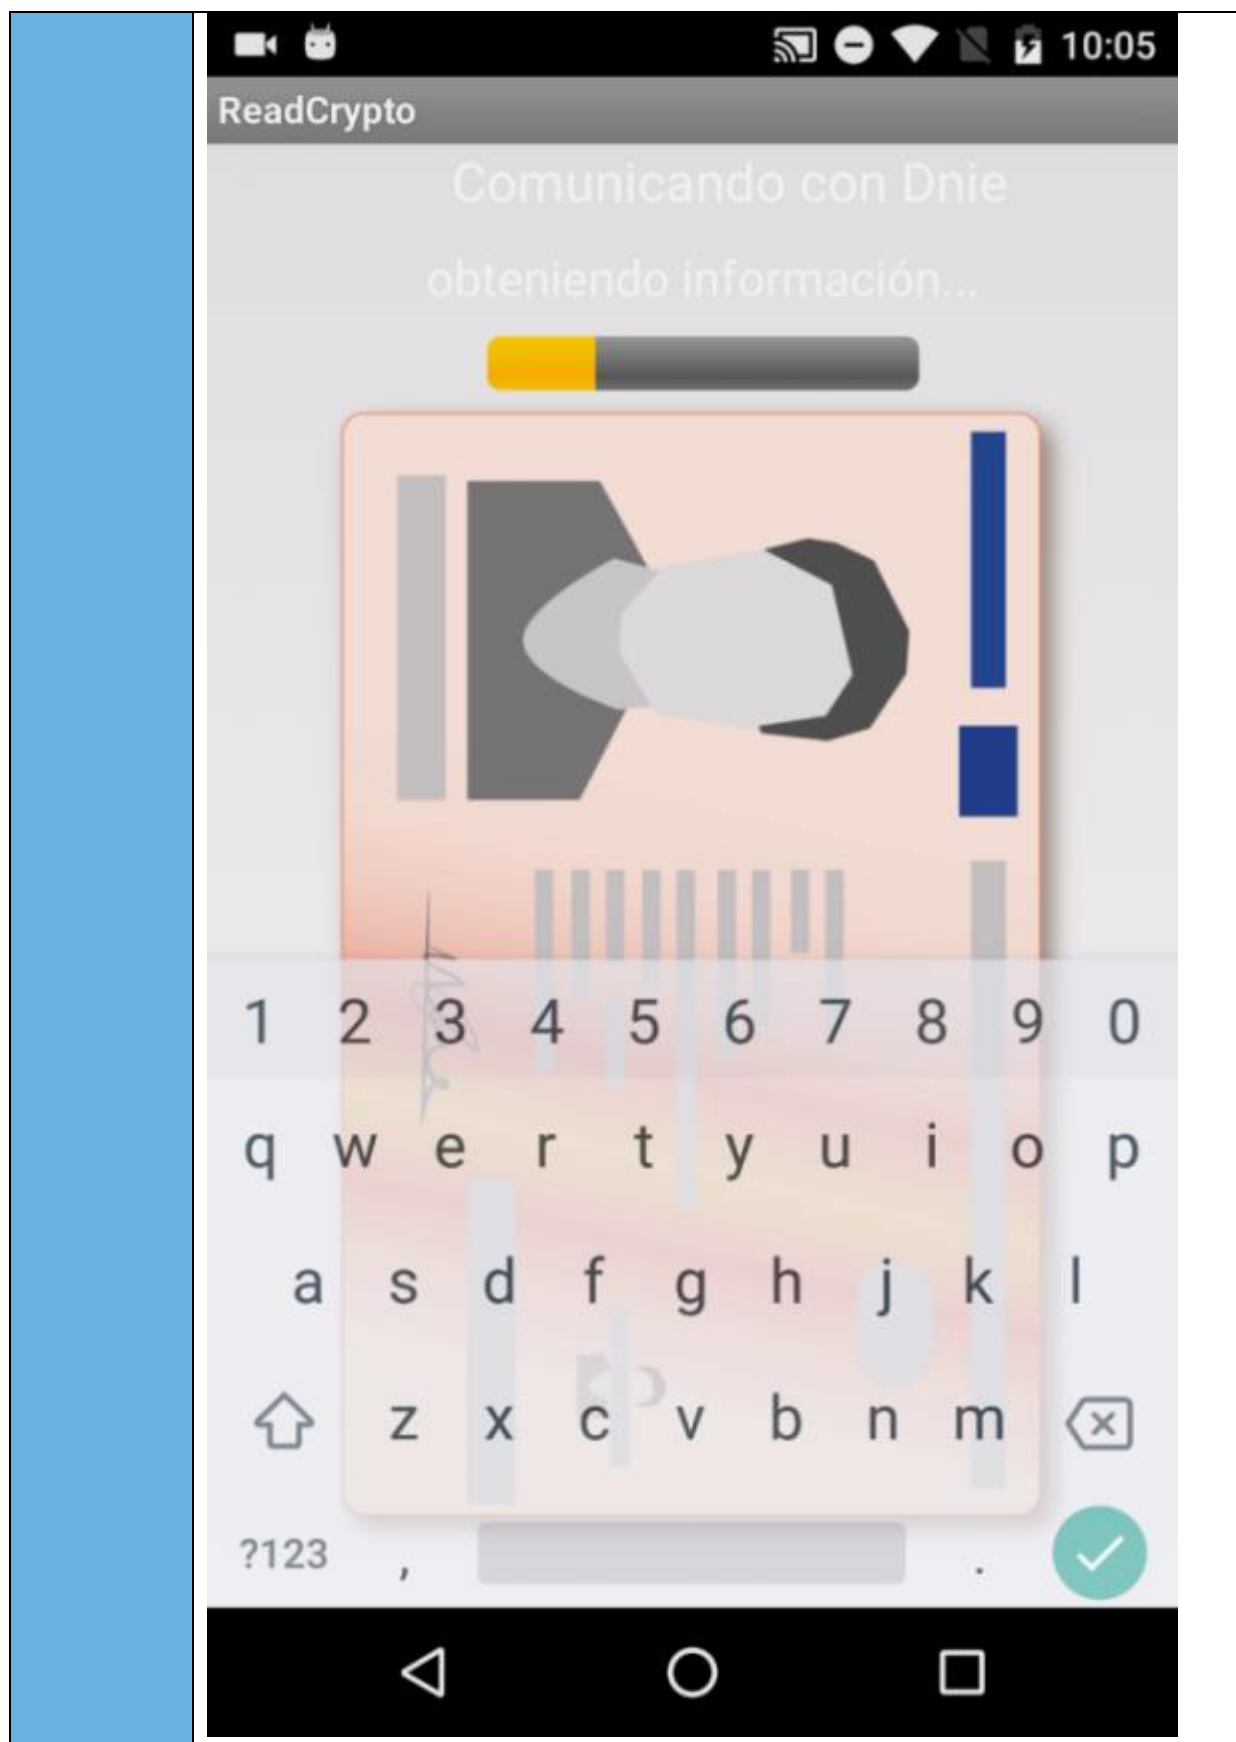 10:05
ReadCrypto
Comunicando con Dnie
obteniendo información...
1 2 3 4 5 6 7 8 9 0
q w e r t y u i o p
a s d f g h j k l
z x c v b n m
?123 , .